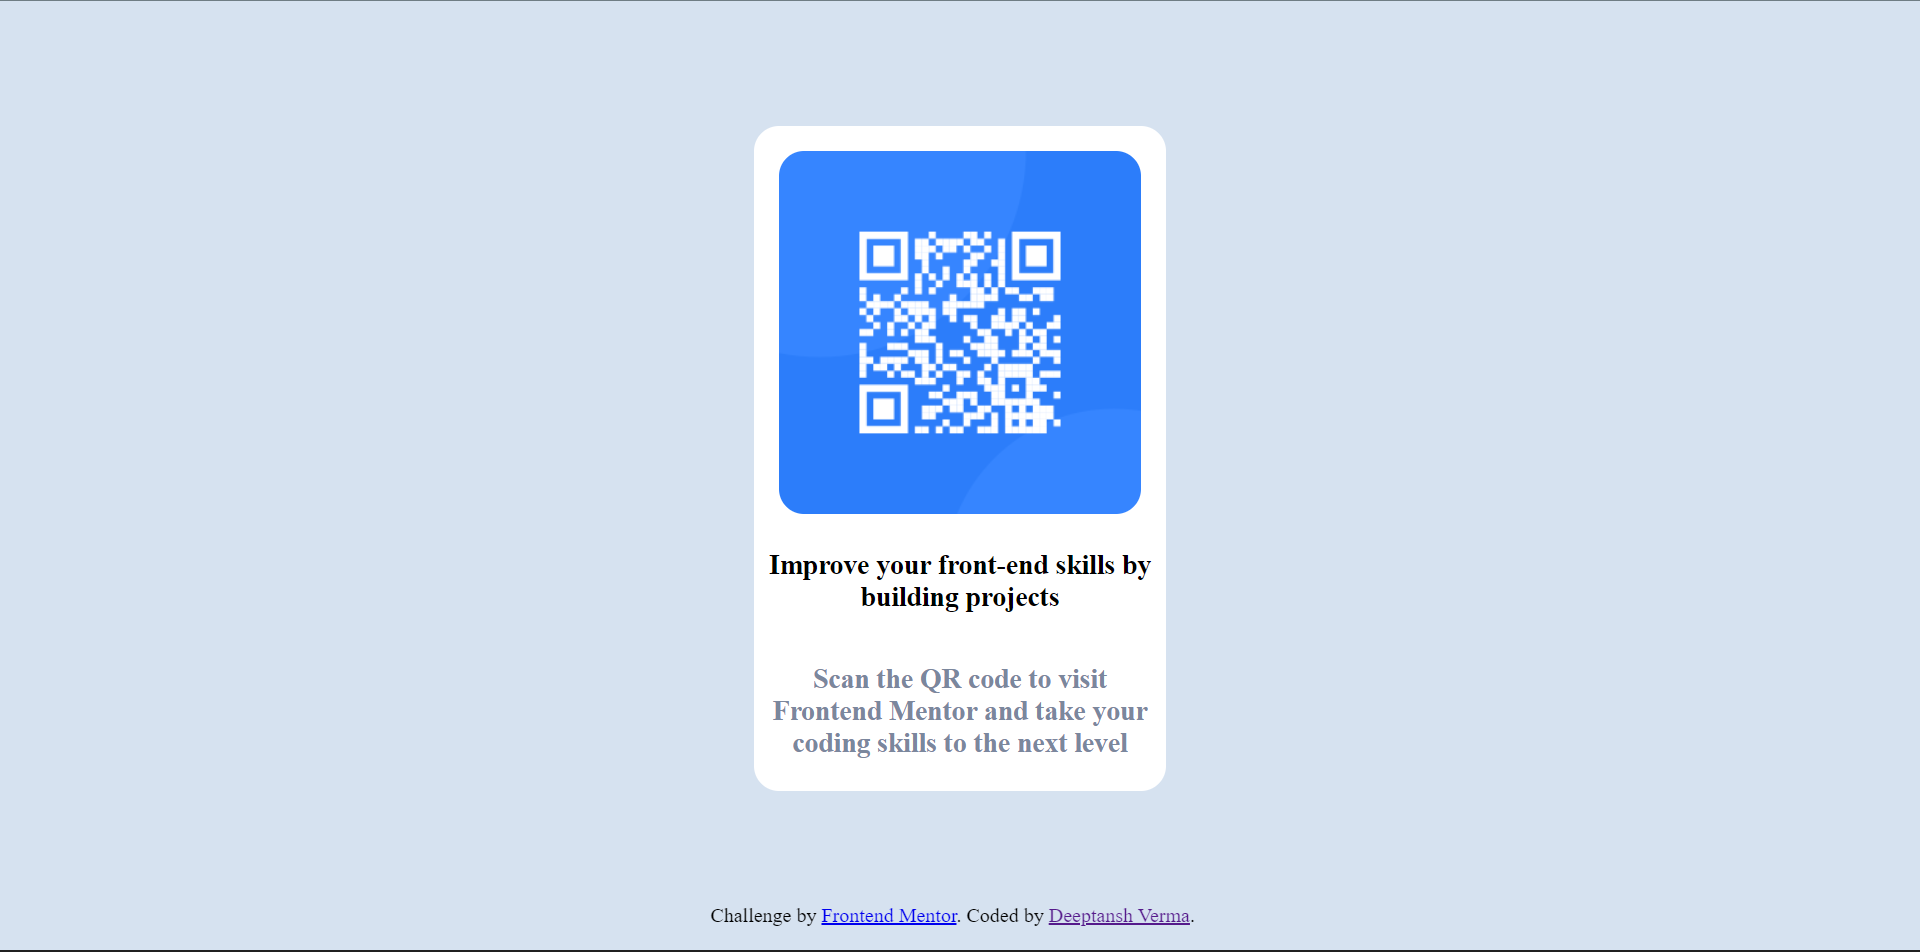 Improve your front-end skills by
building projects
Scan the QR code to visit
Frontend Mentor and take your
coding skills to the next level
Challenge by Frontend Mentor. Coded by Deeptansh Verma.